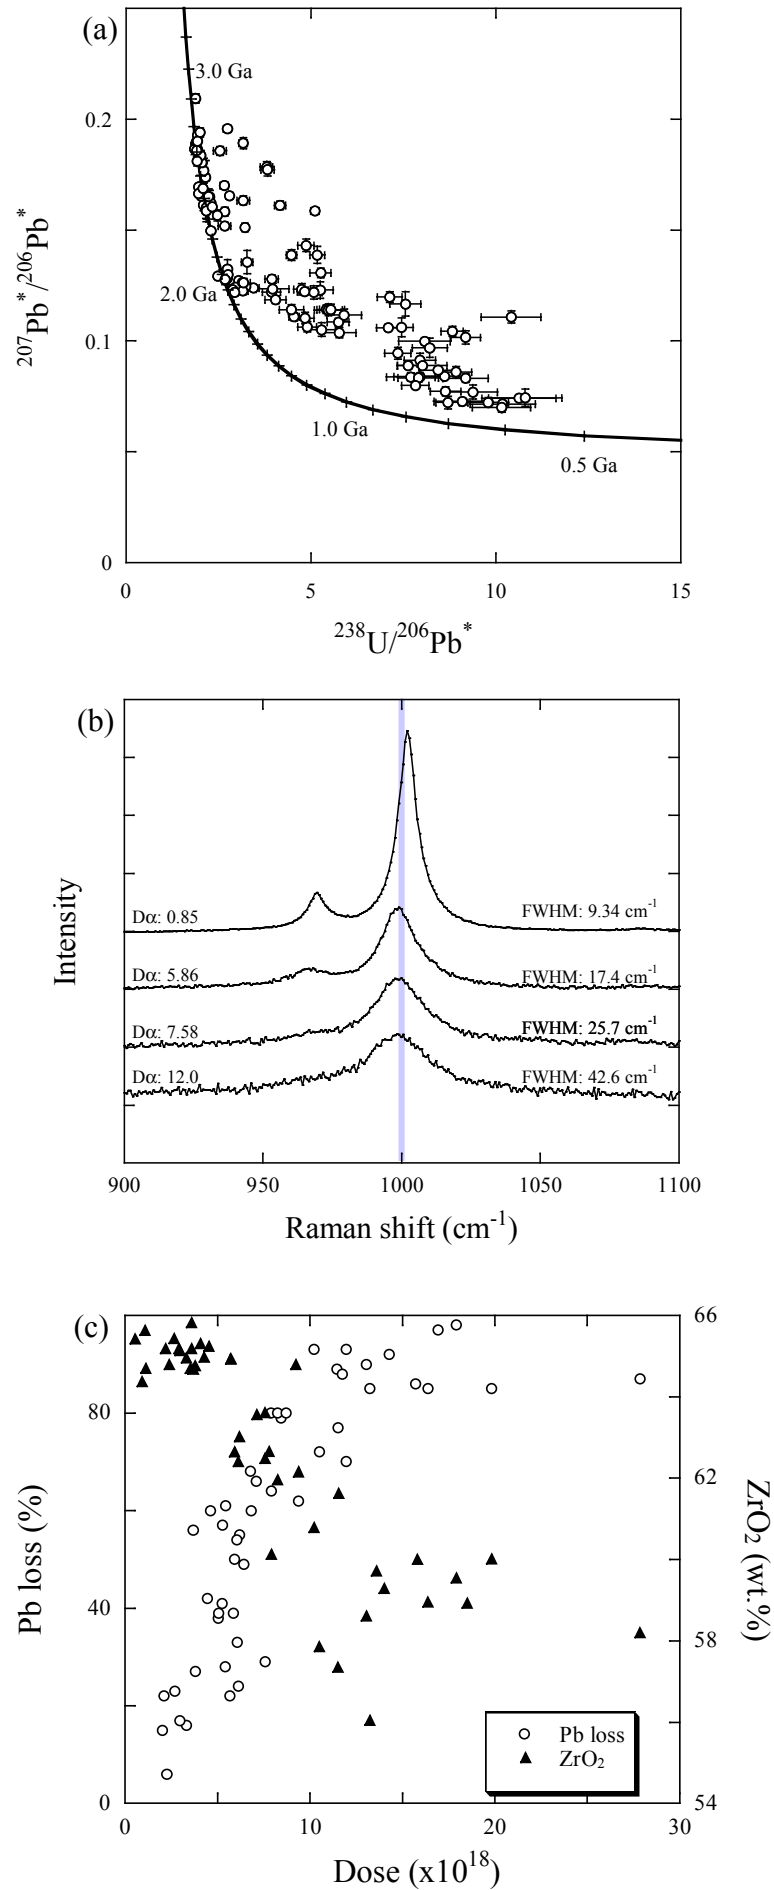 (a)
3.0 Ga
0.2
2.0 Ga
0.1
1.0 Ga
0.5 Ga
0
0 5 10 15
²⁰⁷Pb*/²⁰⁶Pb*
²³⁸U/²⁰⁶Pb*
(b)
Dα: 0.85 FWHM: 9.34 cm⁻¹
Dα: 5.86 FWHM: 17.4 cm⁻¹
Dα: 7.58 FWHM: 25.7 cm⁻¹
Dα: 12.0 FWHM: 42.6 cm⁻¹
Intensity
900 950 1000 1050 1100
Raman shift (cm⁻¹)
(c)
66
80
62
40
58
0
54
Pb loss (%)
ZrO₂ (wt.%)
Pb loss
ZrO₂
0 10 20 30
Dose (x10¹⁸)